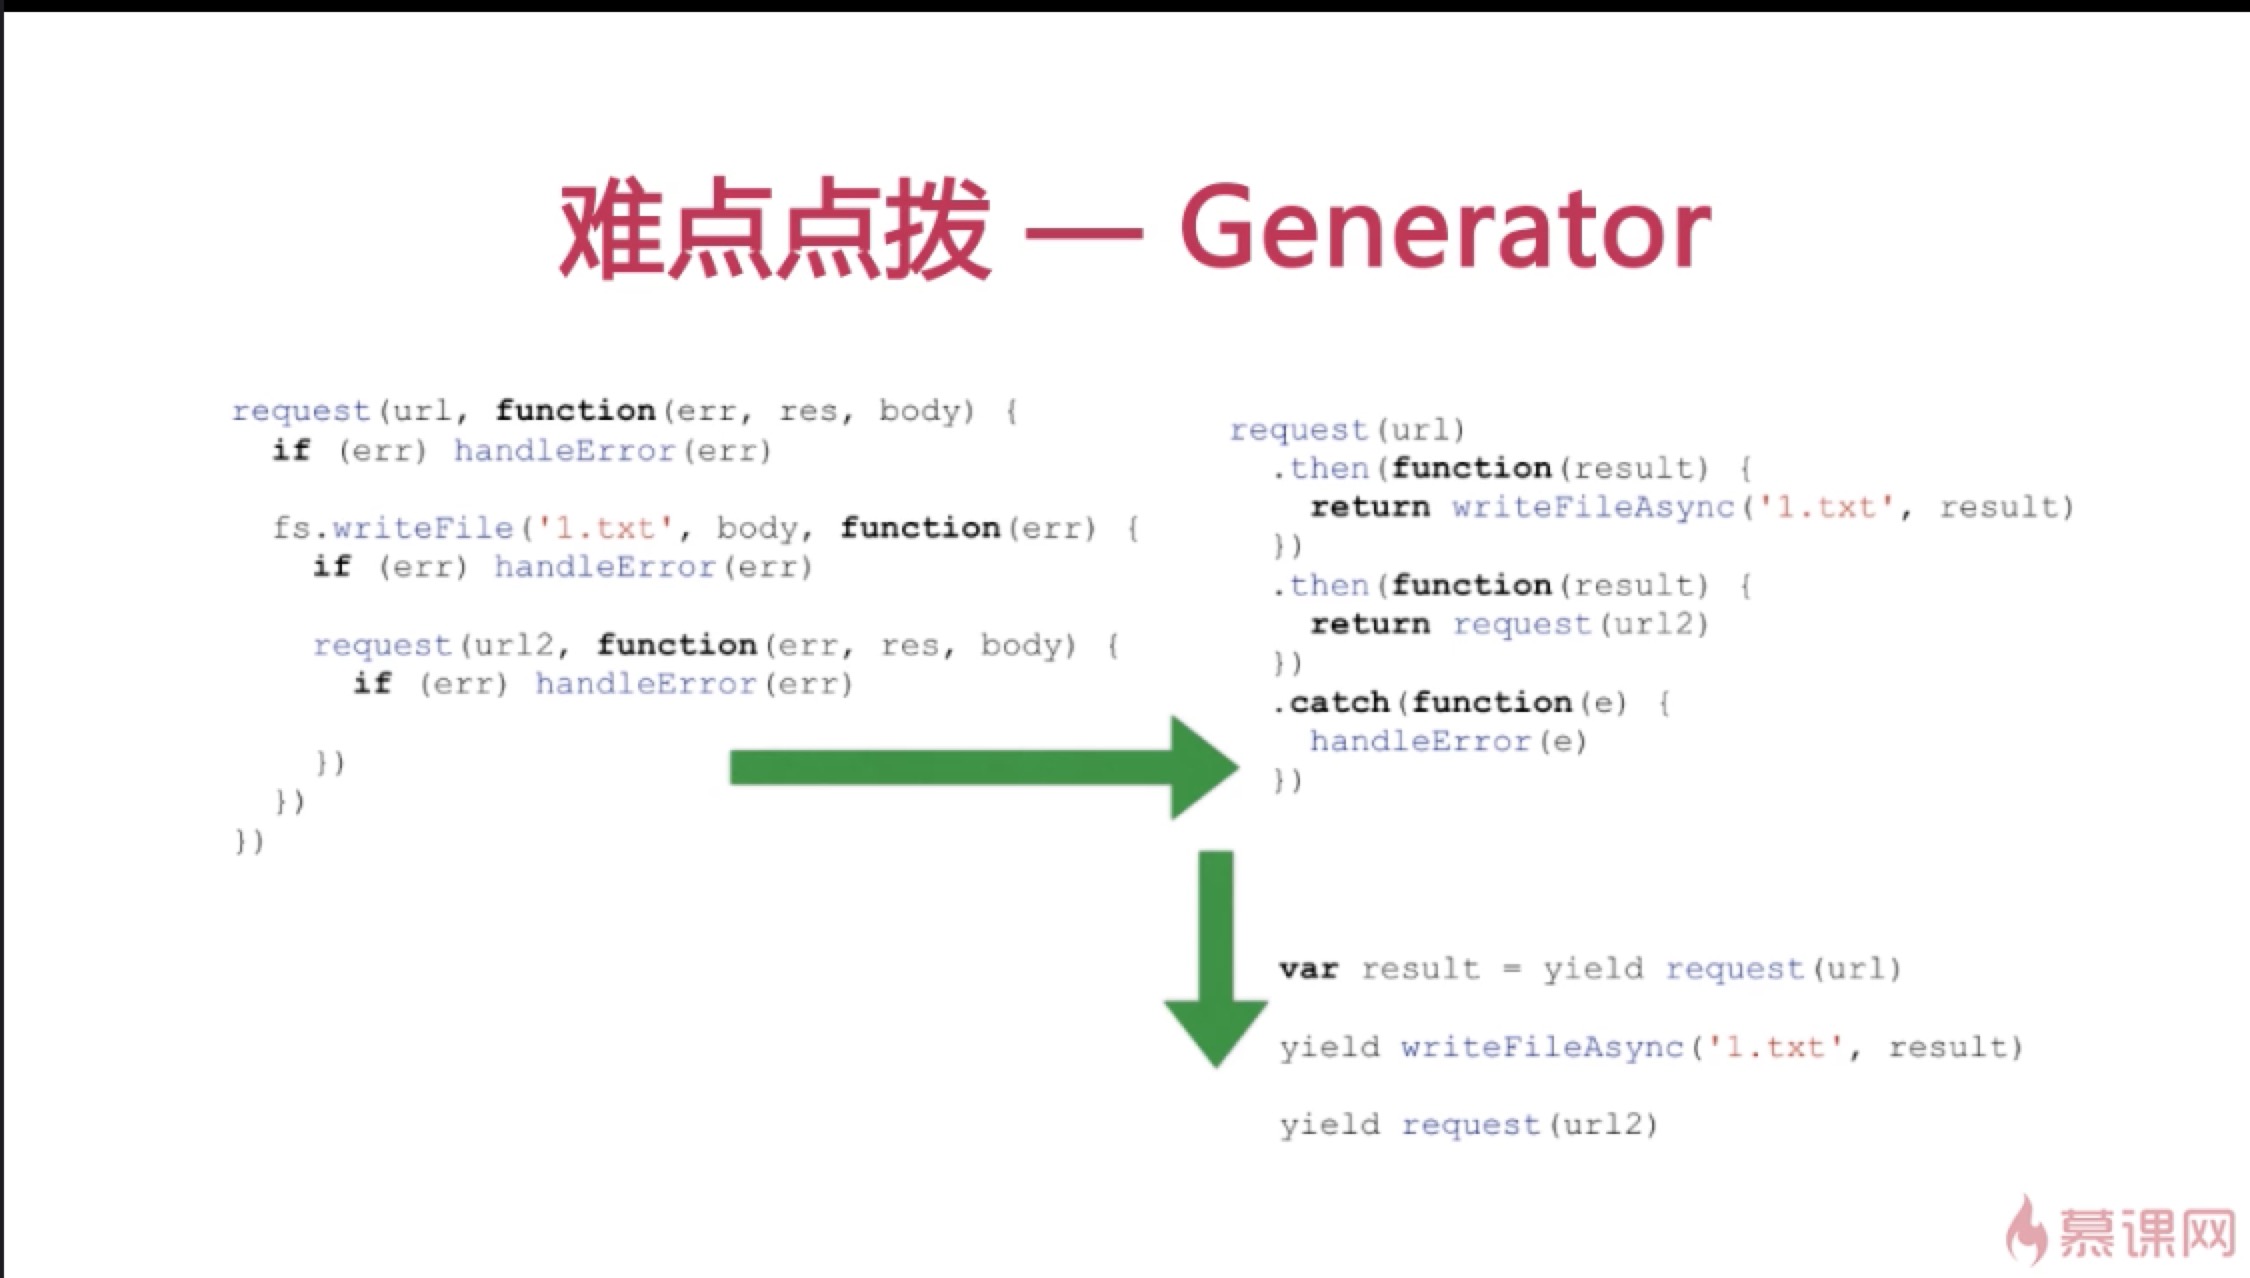 难点点拨 — Generator
request(url, function(err, res, body) {
  if (err) handleError(err)
  fs.writeFile('1.txt', body, function(err) {
    if (err) handleError(err)
    request(url2, function(err, res, body) {
      if (err) handleError(err)
    })
  })
})
request(url)
  .then(function(result) {
    return writeFileAsync('1.txt', result)
  })
  .then(function(result) {
    return request(url2)
  })
  .catch(function(e) {
    handleError(e)
  })
var result = yield request(url)
yield writeFileAsync('1.txt', result)
yield request(url2)
慕课网